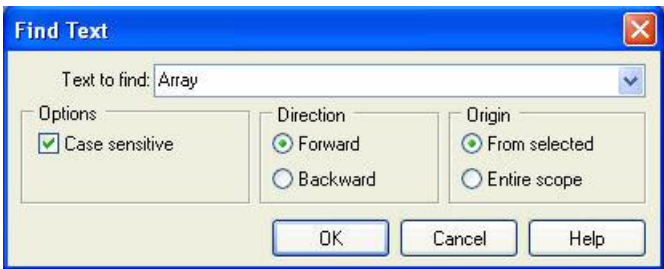 Find Text
Text to find: Array
Options
Case sensitive
Direction
Forward
Backward
Origin
From selected
Entire scope
OK
Cancel
Help